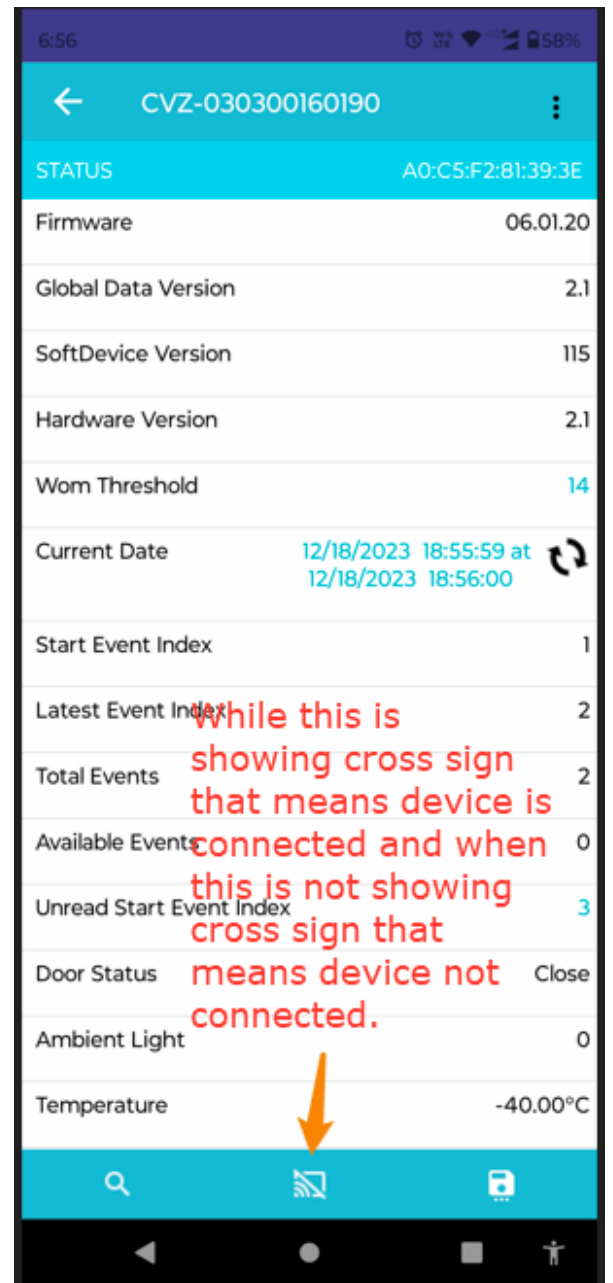 6:56 58%
CVZ-030300160190
STATUS A0:C5:F2:81:39:3E
Firmware 06.01.20
Global Data Version 2.1
SoftDevice Version 115
Hardware Version 2.1
Wom Threshold 14
Current Date 12/18/2023 18:55:59 at
12/18/2023 18:56:00
Start Event Index 1
Latest Event Index 2
Total Events 2
Available Events 0
Unread Start Event Index 3
Door Status Close
Ambient Light 0
Temperature -40.00°C
While this is
showing cross sign
that means device is
connected and when
this is not showing
cross sign that
means device not
connected.